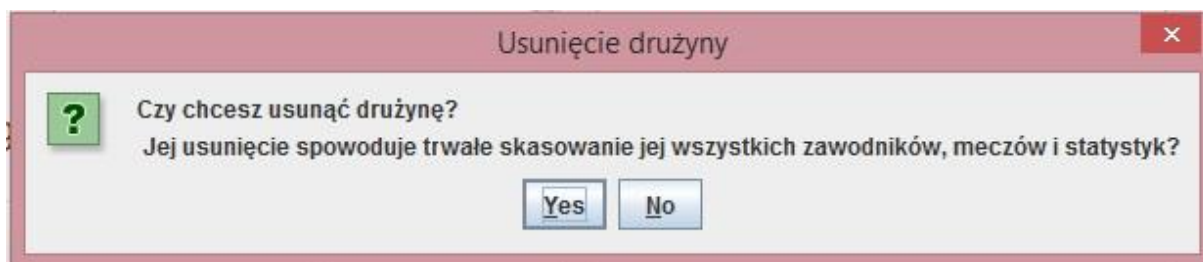 Usunięcie drużyny
x
?
Czy chcesz usunąć drużynę?
Jej usunięcie spowoduje trwałe skasowanie jej wszystkich zawodników, meczów i statystyk?
Yes No